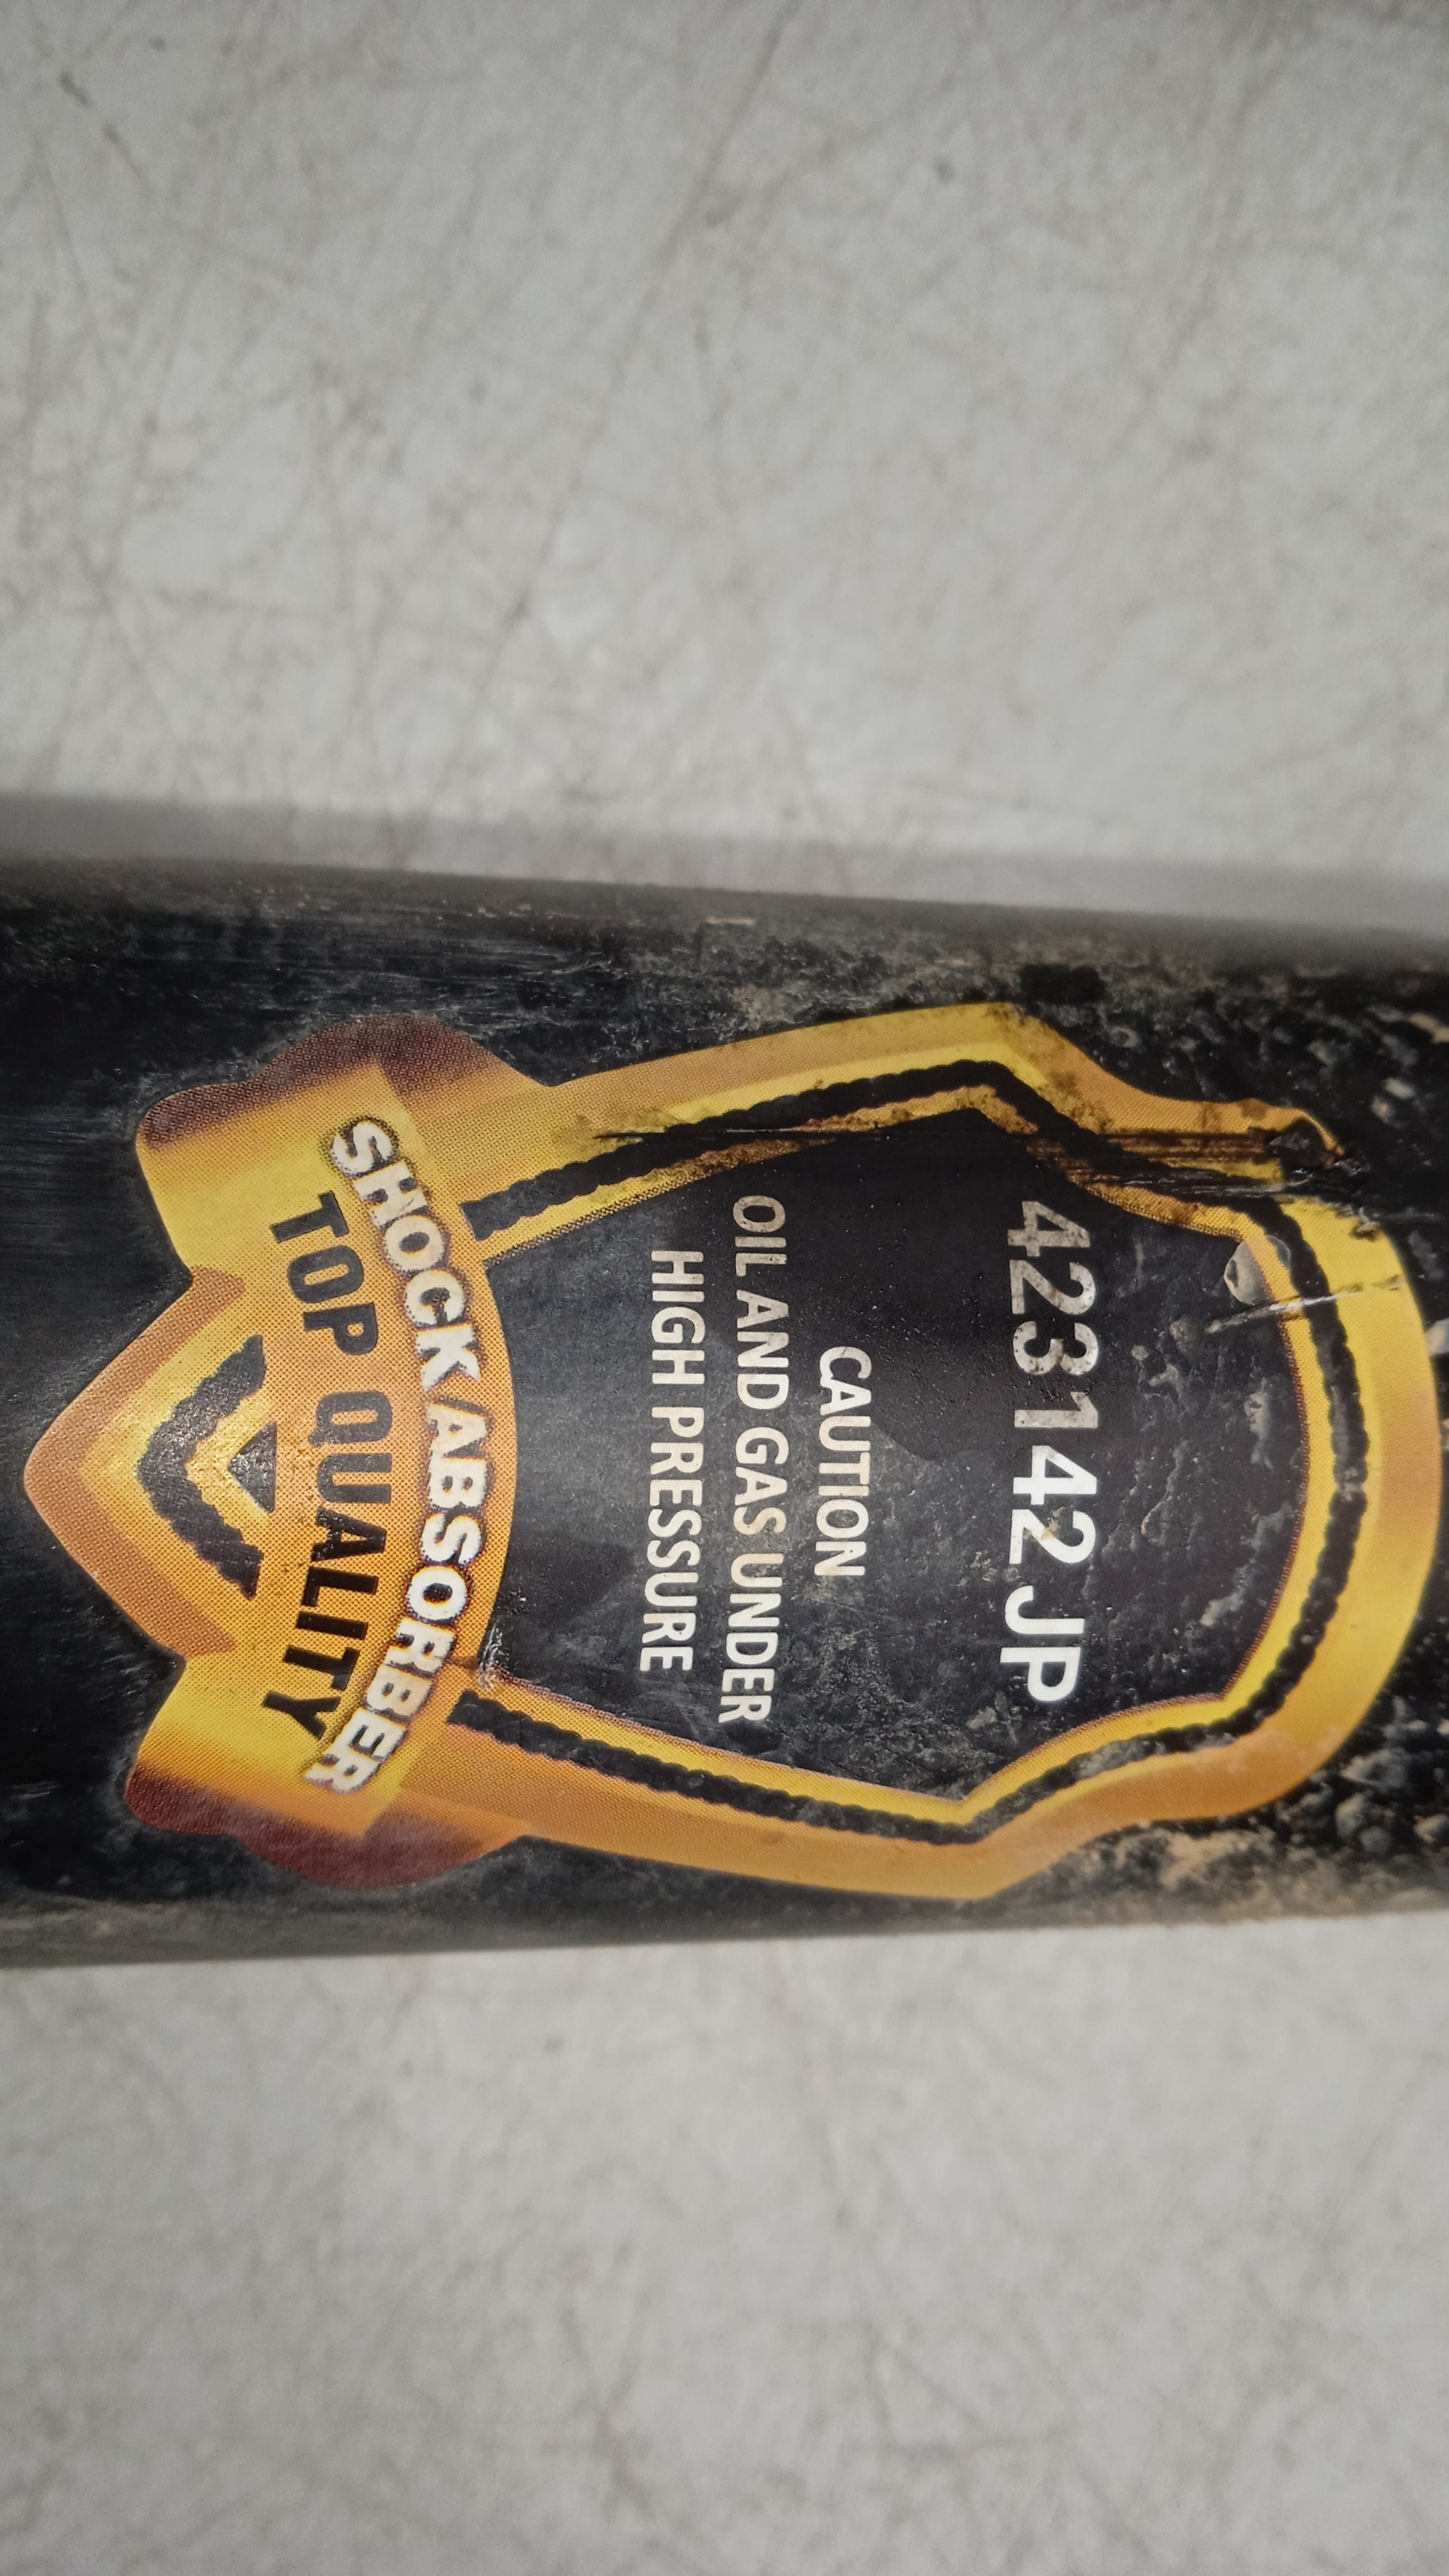 423142 JP
CAUTION
OIL AND GAS UNDER
HIGH PRESSURE
SHOCK ABSORBER
TOP QUALITY